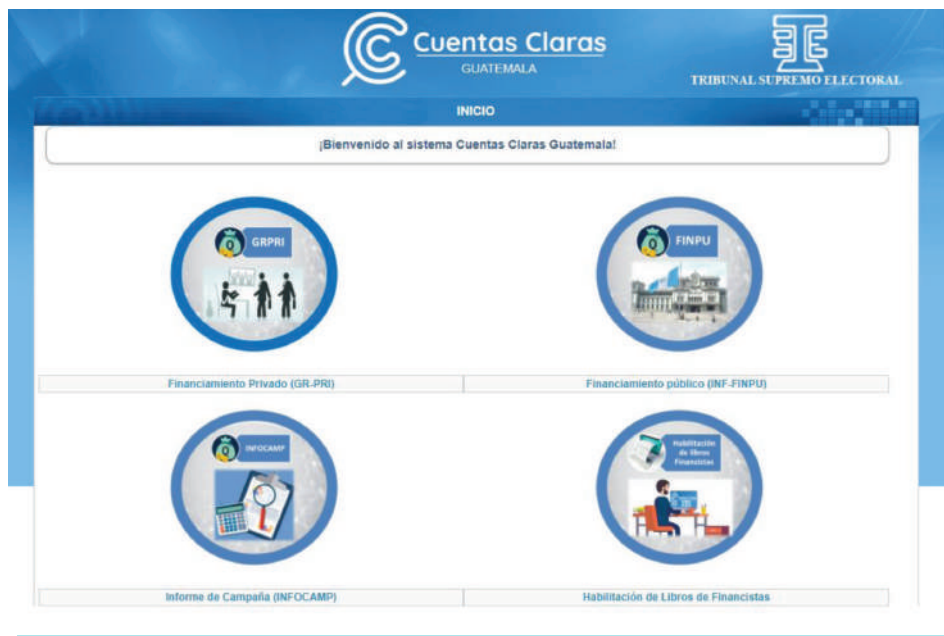 Cuentas Claras
GUATEMALA
TRIBUNAL SUPREMO ELECTORAL
INICIO
¡Bienvenido al sistema Cuentas Claras Guatemala!
GRPRI
FINPU
Financiamiento Privado (GR-PRI)
Financiamiento público (INF-FINPU)
INFOCAMP
Habilitación
de libros
Financistas
Informe de Campaña (INFOCAMP)
Habilitación de Libros de Financistas